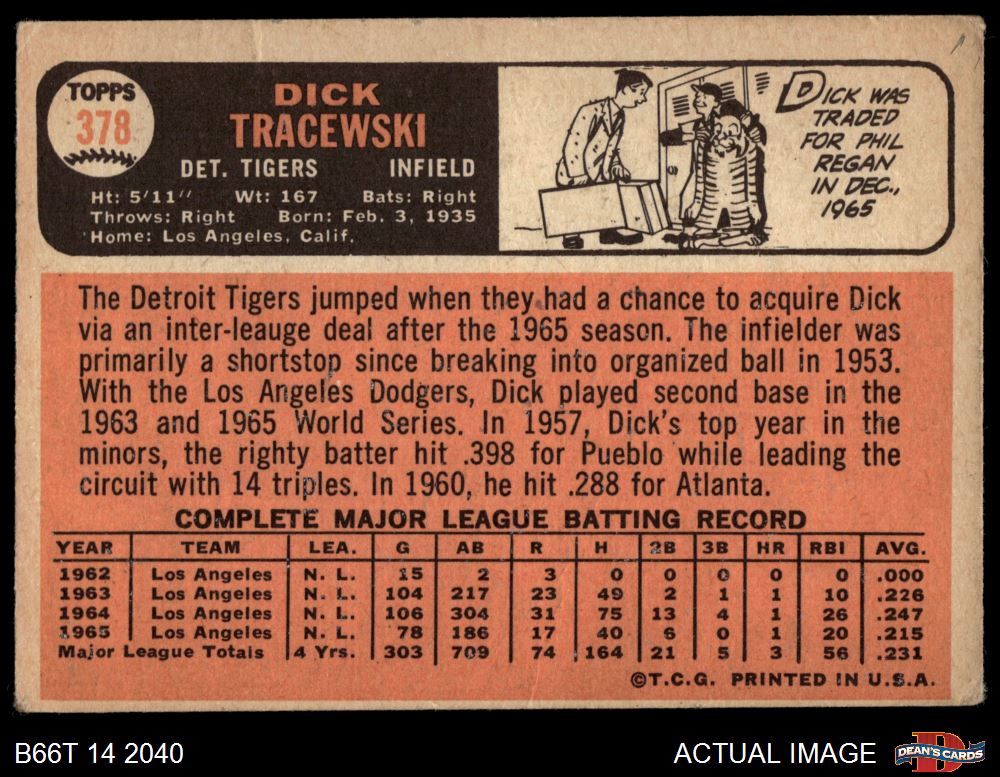 TOPPS
378
DICK
TRACEWSKI
DET. TIGERS INFIELD
Ht: 5'11" Wt: 167 Bats: Right
Throws: Right Born: Feb. 3, 1935
Home: Los Angeles, Calif.
DICK WAS
TRADED
FOR PHIL
REGAN
IN DEC.,
1965
The Detroit Tigers jumped when they had a chance to acquire Dick
via an inter-leauge deal after the 1965 season. The infielder was
primarily a shortstop since breaking into organized ball in 1953.
With the Los Angeles Dodgers, Dick played second base in the
1963 and 1965 World Series. In 1957, Dick's top year in the
minors, the righty batter hit .398 for Pueblo while leading the
circuit with 14 triples. In 1960, he hit .288 for Atlanta.
COMPLETE MAJOR LEAGUE BATTING RECORD
YEAR TEAM LEA. G AB R H 2B 3B HR RBI AVG.
1962 Los Angeles N. L. 15 2 3 0 0 0 0 0 .000
1963 Los Angeles N. L. 104 217 23 49 2 1 1 10 .226
1964 Los Angeles N. L. 106 304 31 75 13 4 1 26 .247
1965 Los Angeles N. L. 78 186 17 40 6 0 1 20 .215
Major League Totals 4 Yrs. 303 709 74 164 21 5 3 56 .231
©T.C.G. PRINTED IN U.S.A.
B66T 14 2040 ACTUAL IMAGE
DEAN'S CARDS